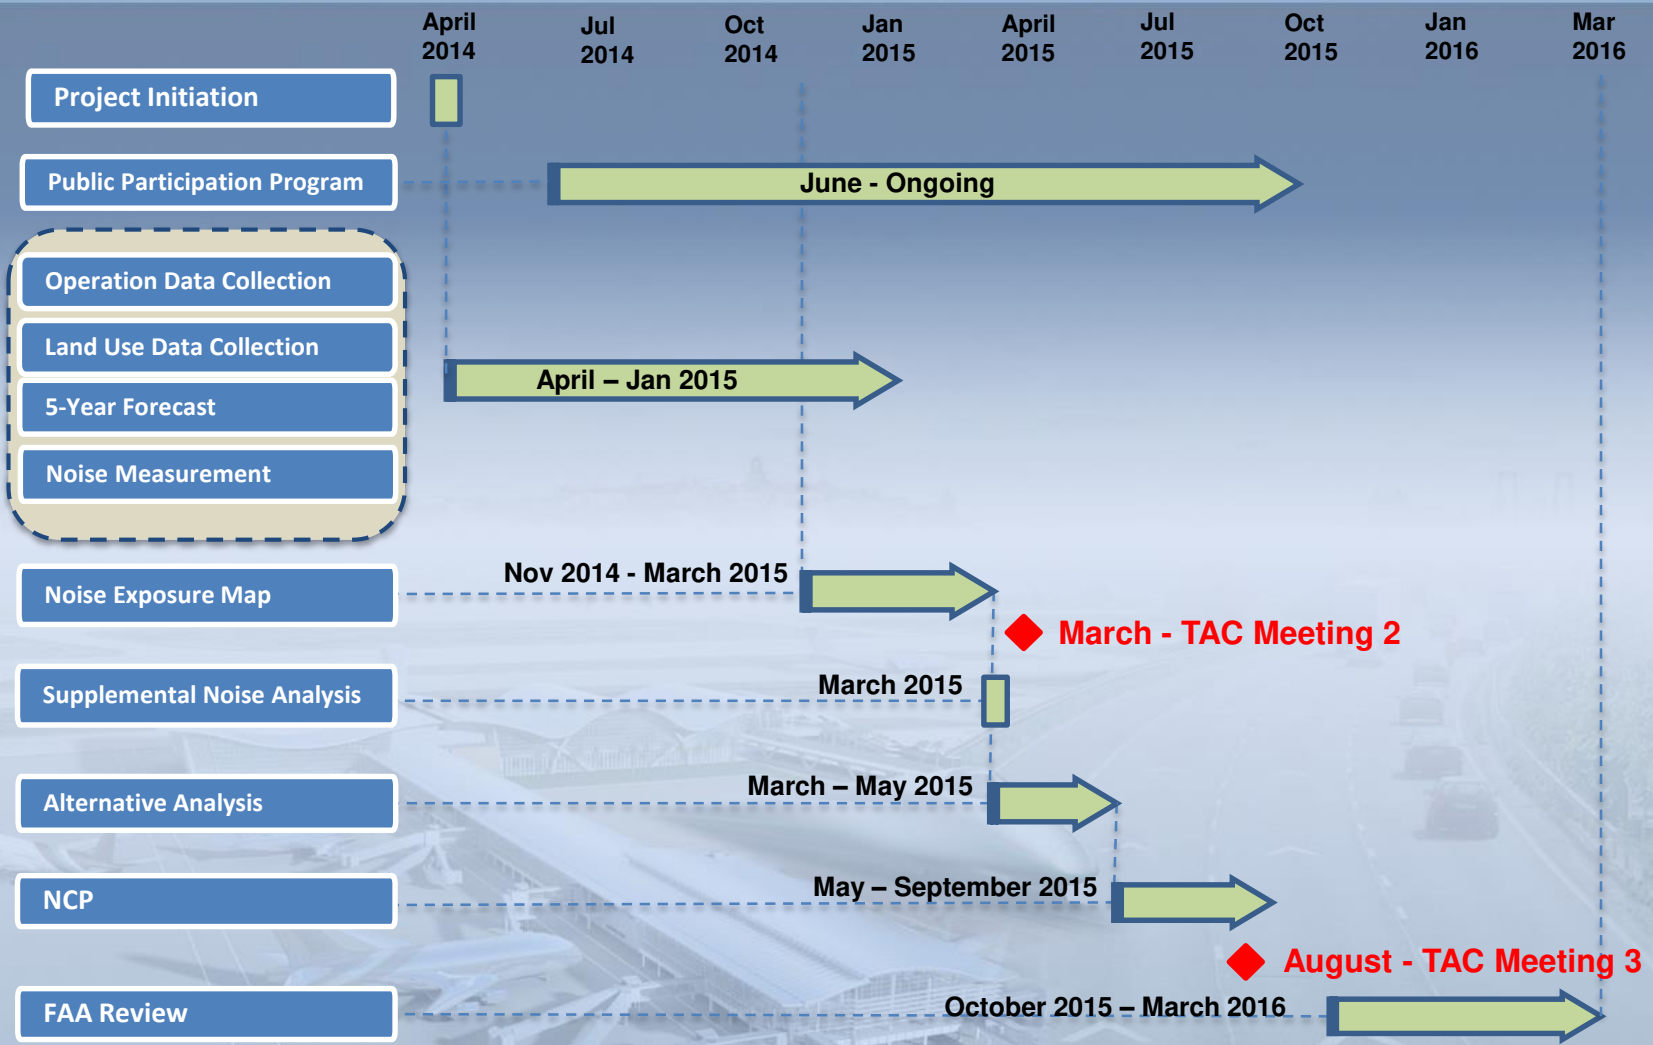 April Jul Oct Jan April Jul Oct Jan Mar
2014 2014 2014 2015 2015 2015 2015 2016 2016
Project Initiation
Public Participation Program
June - Ongoing
Operation Data Collection
Land Use Data Collection
April – Jan 2015
5-Year Forecast
Noise Measurement
Nov 2014 - March 2015
Noise Exposure Map
March - TAC Meeting 2
Supplemental Noise Analysis
March 2015
March – May 2015
Alternative Analysis
May – September 2015
NCP
August - TAC Meeting 3
October 2015 – March 2016
FAA Review